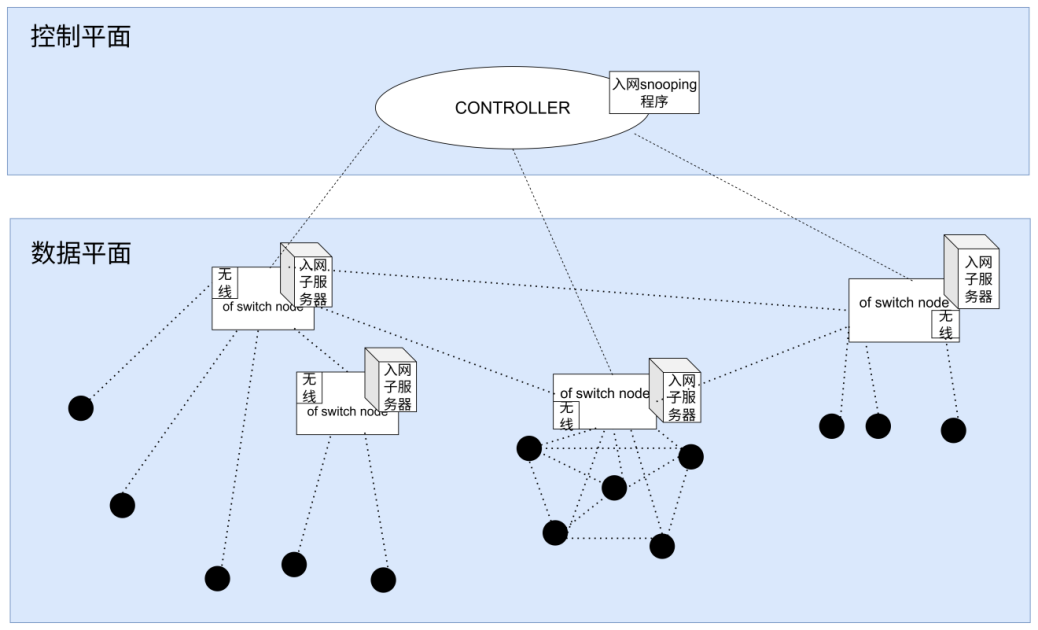 控制平面
CONTROLLER
入网snooping
程序
数据平面
无
线
of switch node
入网
子服
务器
无
线
of switch node
入网
子服
务器
of switch node
无
线
入网
子服
务器
of switch node
无
线
入网
子服
务器